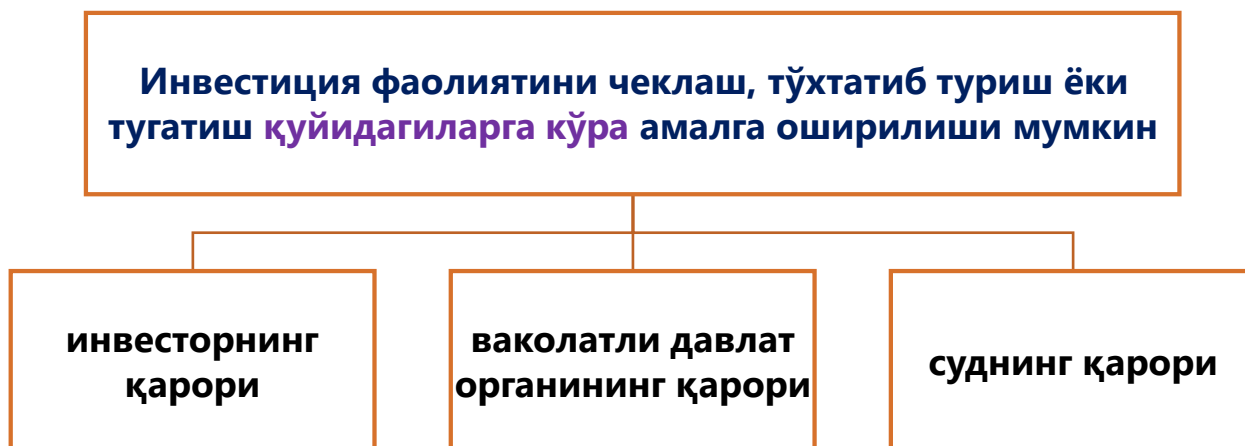 Инвестиция фаолиятини чеклаш, тўхтатиб туриш ёки
тугатиш қуйидагиларга кўра амалга оширилиши мумкин
инвесторнинг
қарори
ваколатли давлат
органининг қарори
суднинг қарори